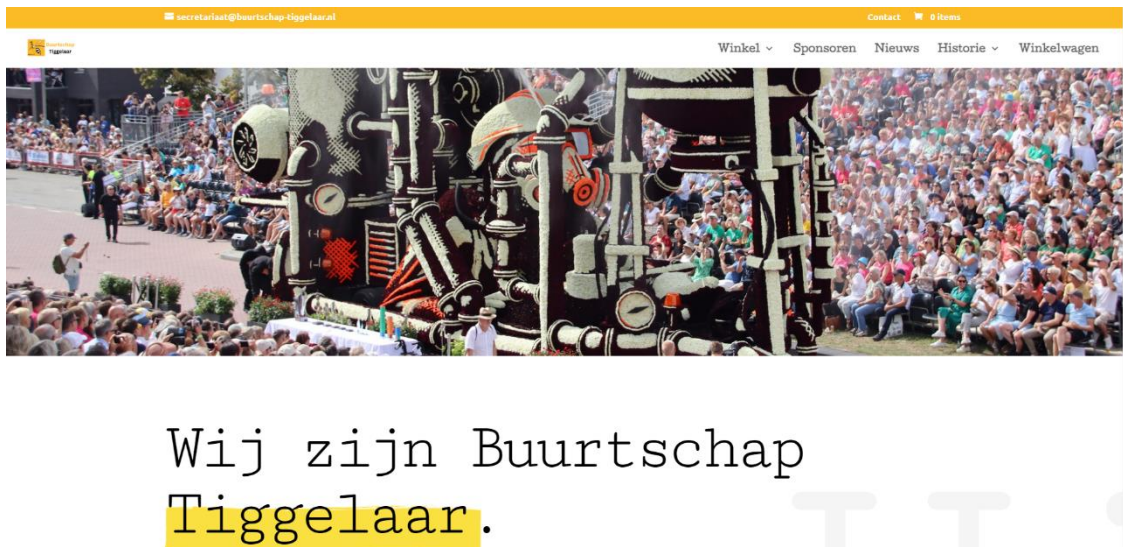 secretariaat@buurtschap-tiggelaar.nl
Contact 0 items
Buurtschap
Tiggelaar
Winkel Sponsoren Nieuws Historie Winkelwagen
Wij zijn Buurtschap
Tiggelaar.